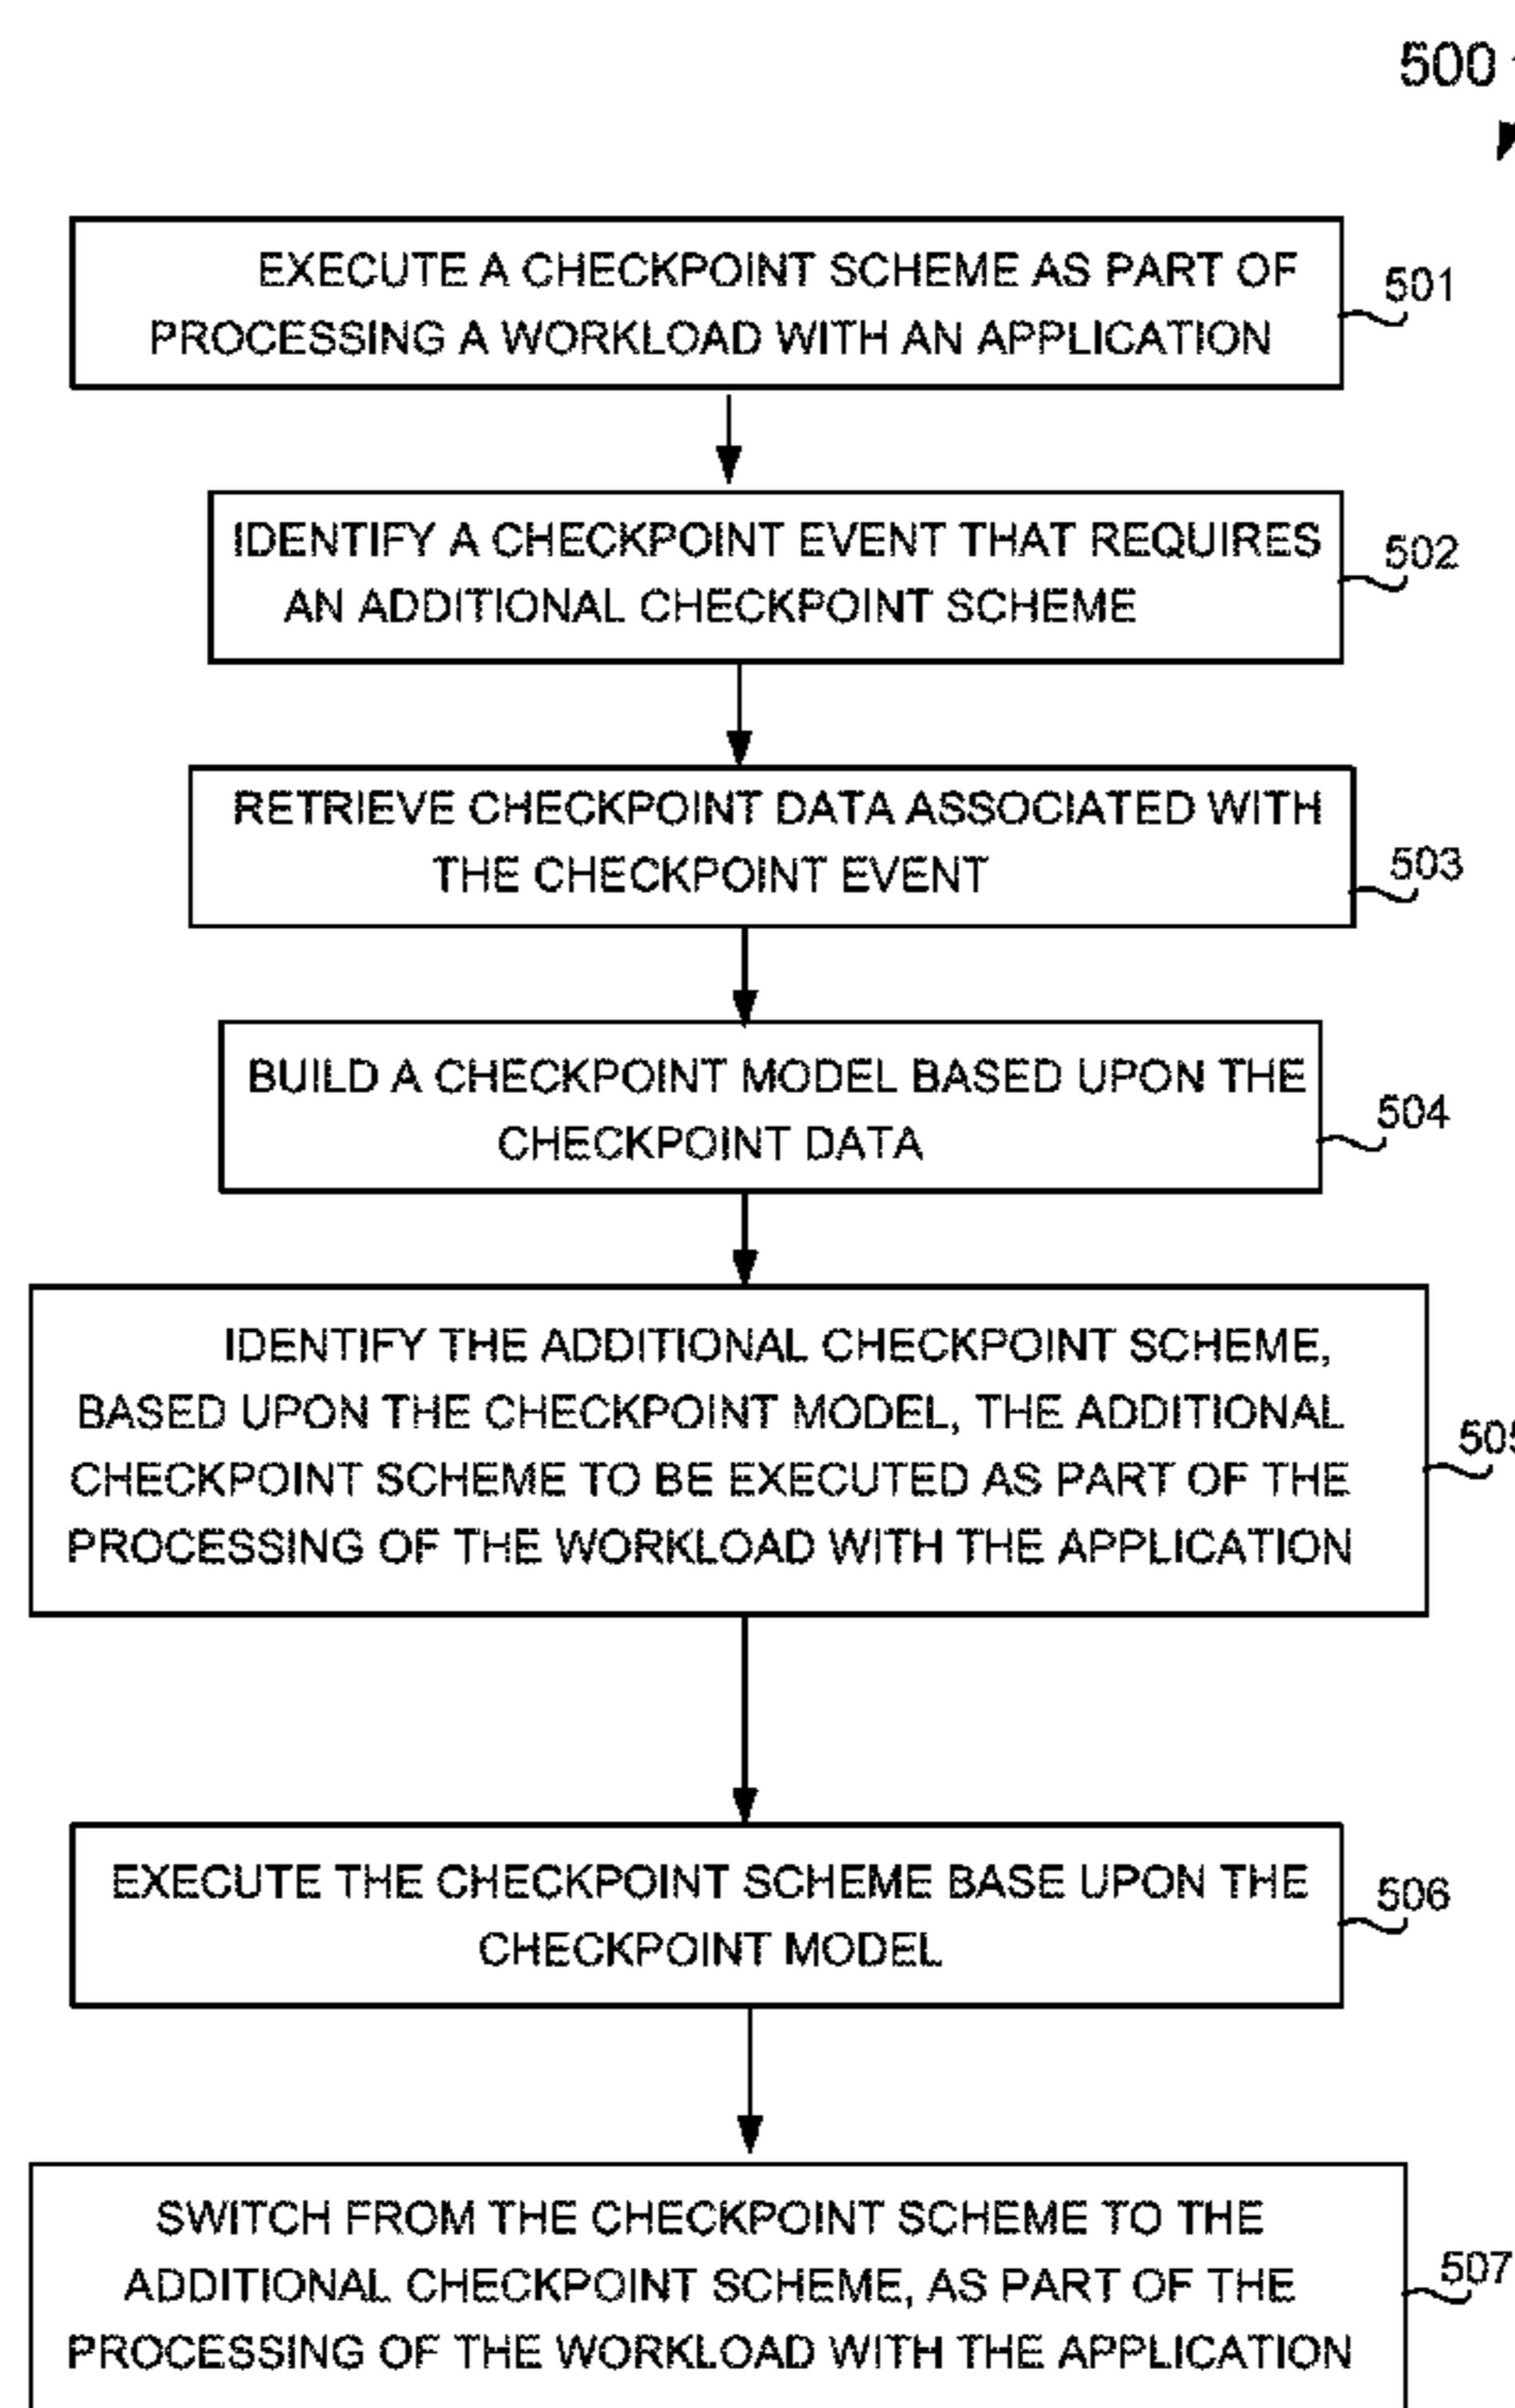 500
EXECUTE A CHECKPOINT SCHEME AS PART OF
PROCESSING A WORKLOAD WITH AN APPLICATION
501
IDENTIFY A CHECKPOINT EVENT THAT REQUIRES
AN ADDITIONAL CHECKPOINT SCHEME
502
RETRIEVE CHECKPOINT DATA ASSOCIATED WITH
THE CHECKPOINT EVENT
503
BUILD A CHECKPOINT MODEL BASED UPON THE
CHECKPOINT DATA
504
IDENTIFY THE ADDITIONAL CHECKPOINT SCHEME,
BASED UPON THE CHECKPOINT MODEL, THE ADDITIONAL
CHECKPOINT SCHEME TO BE EXECUTED AS PART OF THE
PROCESSING OF THE WORKLOAD WITH THE APPLICATION
505
EXECUTE THE CHECKPOINT SCHEME BASE UPON THE
CHECKPOINT MODEL
506
SWITCH FROM THE CHECKPOINT SCHEME TO THE
ADDITIONAL CHECKPOINT SCHEME, AS PART OF THE
PROCESSING OF THE WORKLOAD WITH THE APPLICATION
507